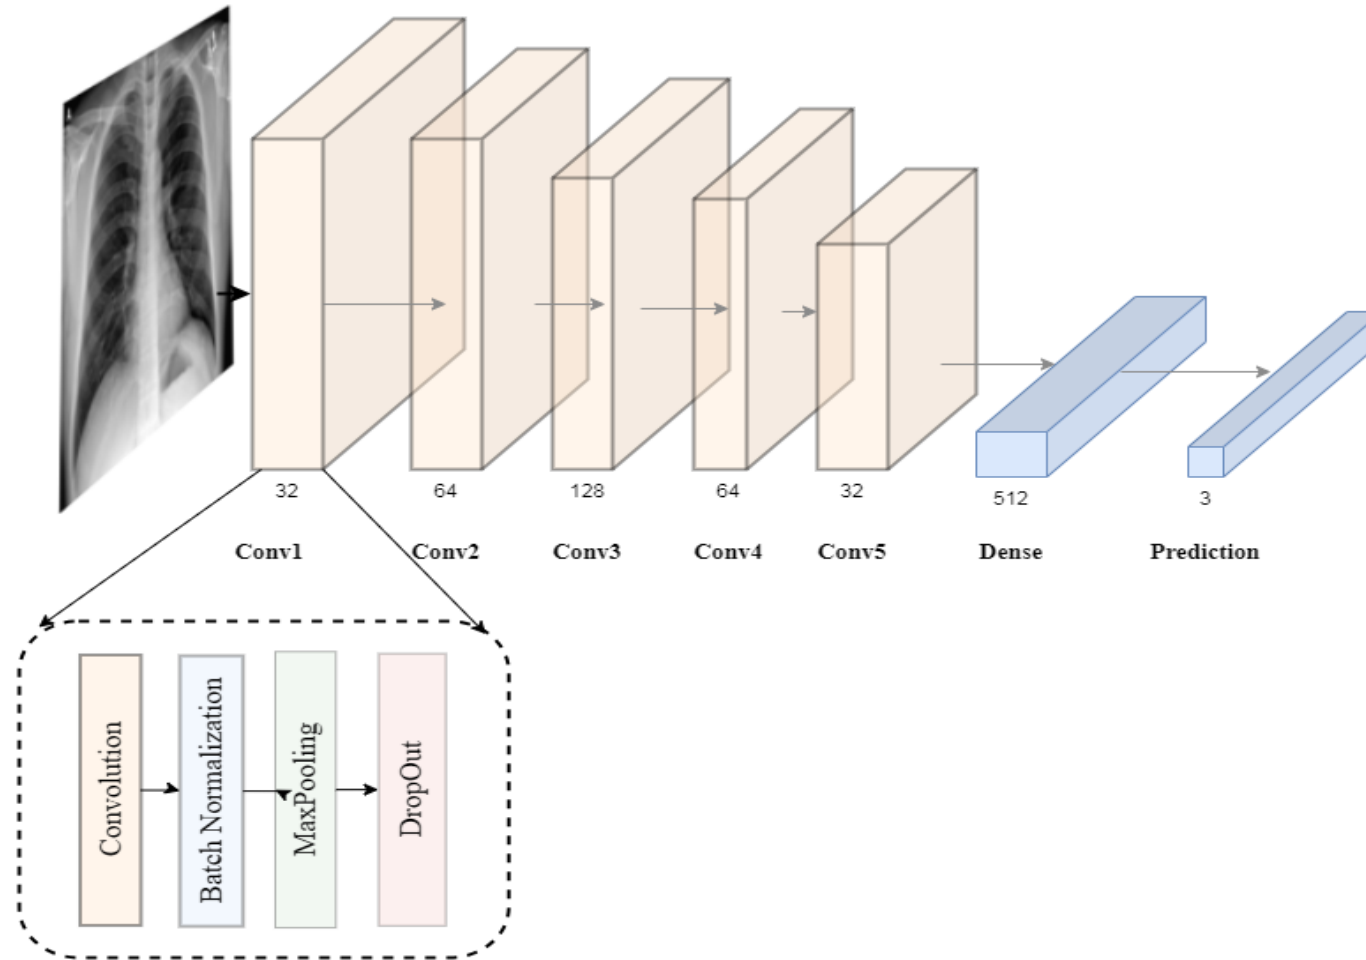 32
64
128
64
32
512
3
Conv1
Conv2
Conv3
Conv4
Conv5
Dense
Prediction
Convolution
Batch Normalization
MaxPooling
DropOut